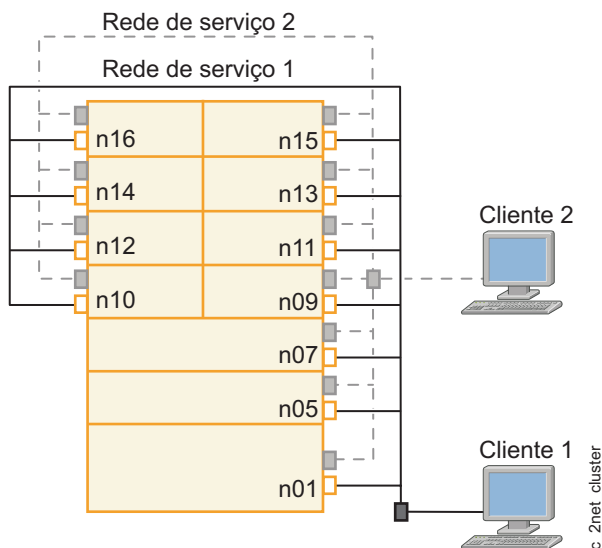 Rede de serviço 2
Rede de serviço 1
n16
n15
n14
n13
n12
n11
n10
n09
n07
n05
n01
Cliente 2
Cliente 1
2net cluster